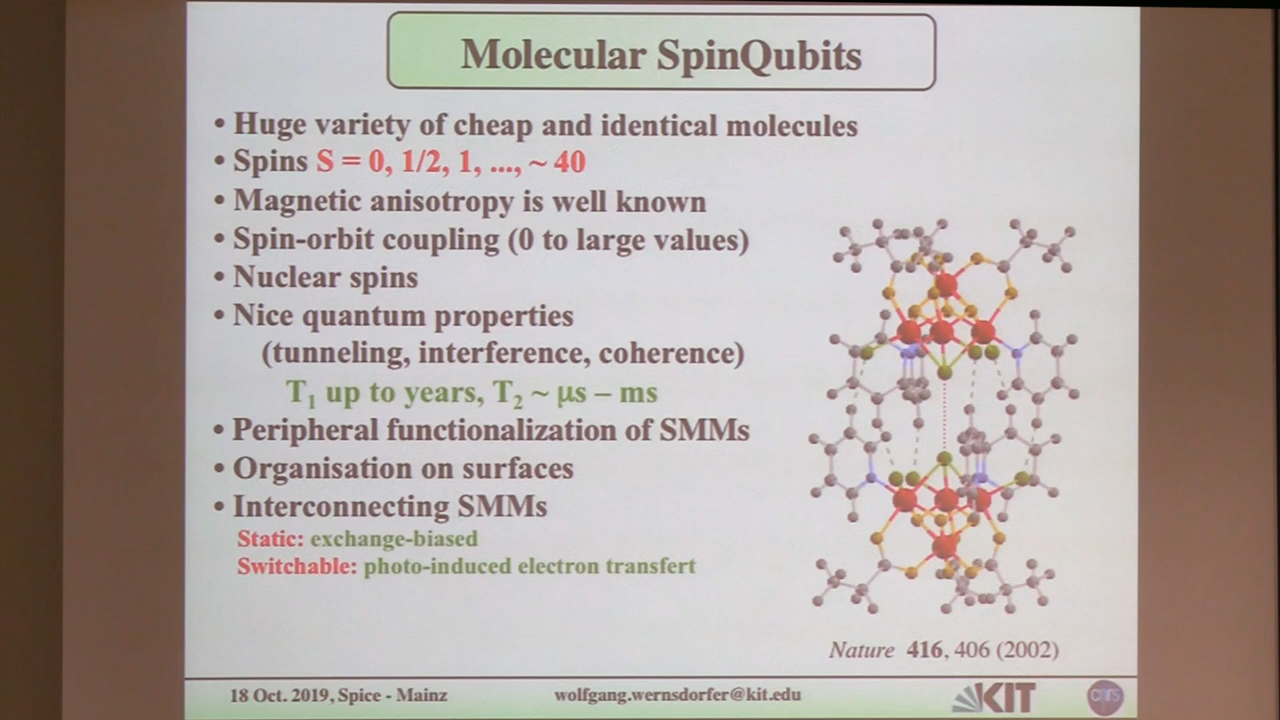 Molecular SpinQubits
• Huge variety of cheap and identical molecules
• Spins S = 0, 1/2, 1, ..., ~ 40
• Magnetic anisotropy is well known
• Spin-orbit coupling (0 to large values)
• Nuclear spins
• Nice quantum properties
(tunneling, interference, coherence)
T₁ up to years, T₂ ~ μs – ms
• Peripheral functionalization of SMMs
• Organisation on surfaces
• Interconnecting SMMs
Static: exchange-biased
Switchable: photo-induced electron transfert
Nature 416, 406 (2002)
18 Oct. 2019, Spice - Mainz wolfgang.wernsdorfer@kit.edu KIT cnrs